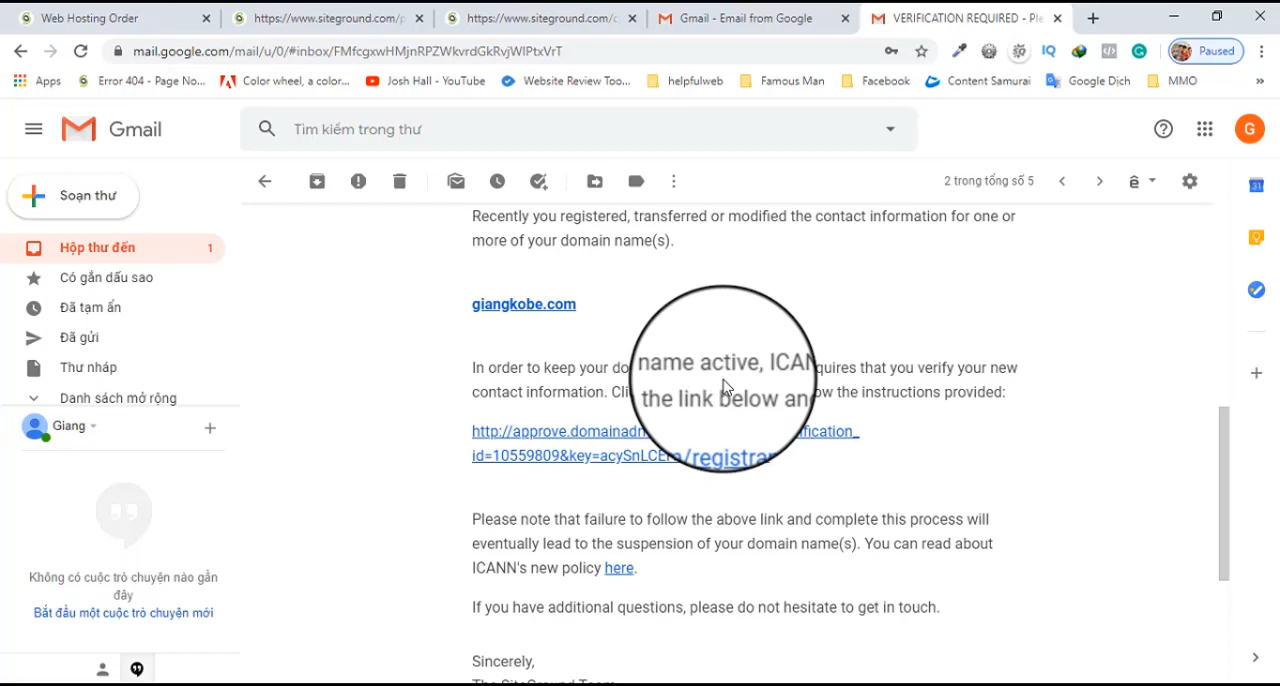 Web Hosting Order
https://www.siteground.com/p
https://www.siteground.com/c
Gmail - Email from Google
VERIFICATION REQUIRED - Ple
mail.google.com/mail/u/0/#inbox/FMfcgxwHMjnRPZWkvrdGkRvjWlPtxVrT
IQ
Paused
Apps
Error 404 - Page No...
Color wheel, a color...
Josh Hall - YouTube
Website Review Too...
helpfulweb
Famous Man
Facebook
Content Samurai
Google Dịch
MMO
»
Gmail
Tìm kiếm trong thư
G
Soạn thư
2 trong tổng số 5
ê
31
Hộp thư đến 1
Có gắn dấu sao
Đã tạm ẩn
Đã gửi
Thư nháp
Danh sách mở rộng
Giang
Không có cuộc trò chuyện nào gần
đây
Bắt đầu một cuộc trò chuyện mới
Recently you registered, transferred or modified the contact information for one or
more of your domain name(s).
giangkobe.com
In order to keep your do name active, ICAN quires that you verify your new
contact information. Cli the link below and ow the instructions provided:
http://approve.domainadm ification_
id=10559809&key=acySnLCE /registra
Please note that failure to follow the above link and complete this process will
eventually lead to the suspension of your domain name(s). You can read about
ICANN's new policy here.
If you have additional questions, please do not hesitate to get in touch.
Sincerely,
The SiteGround Team